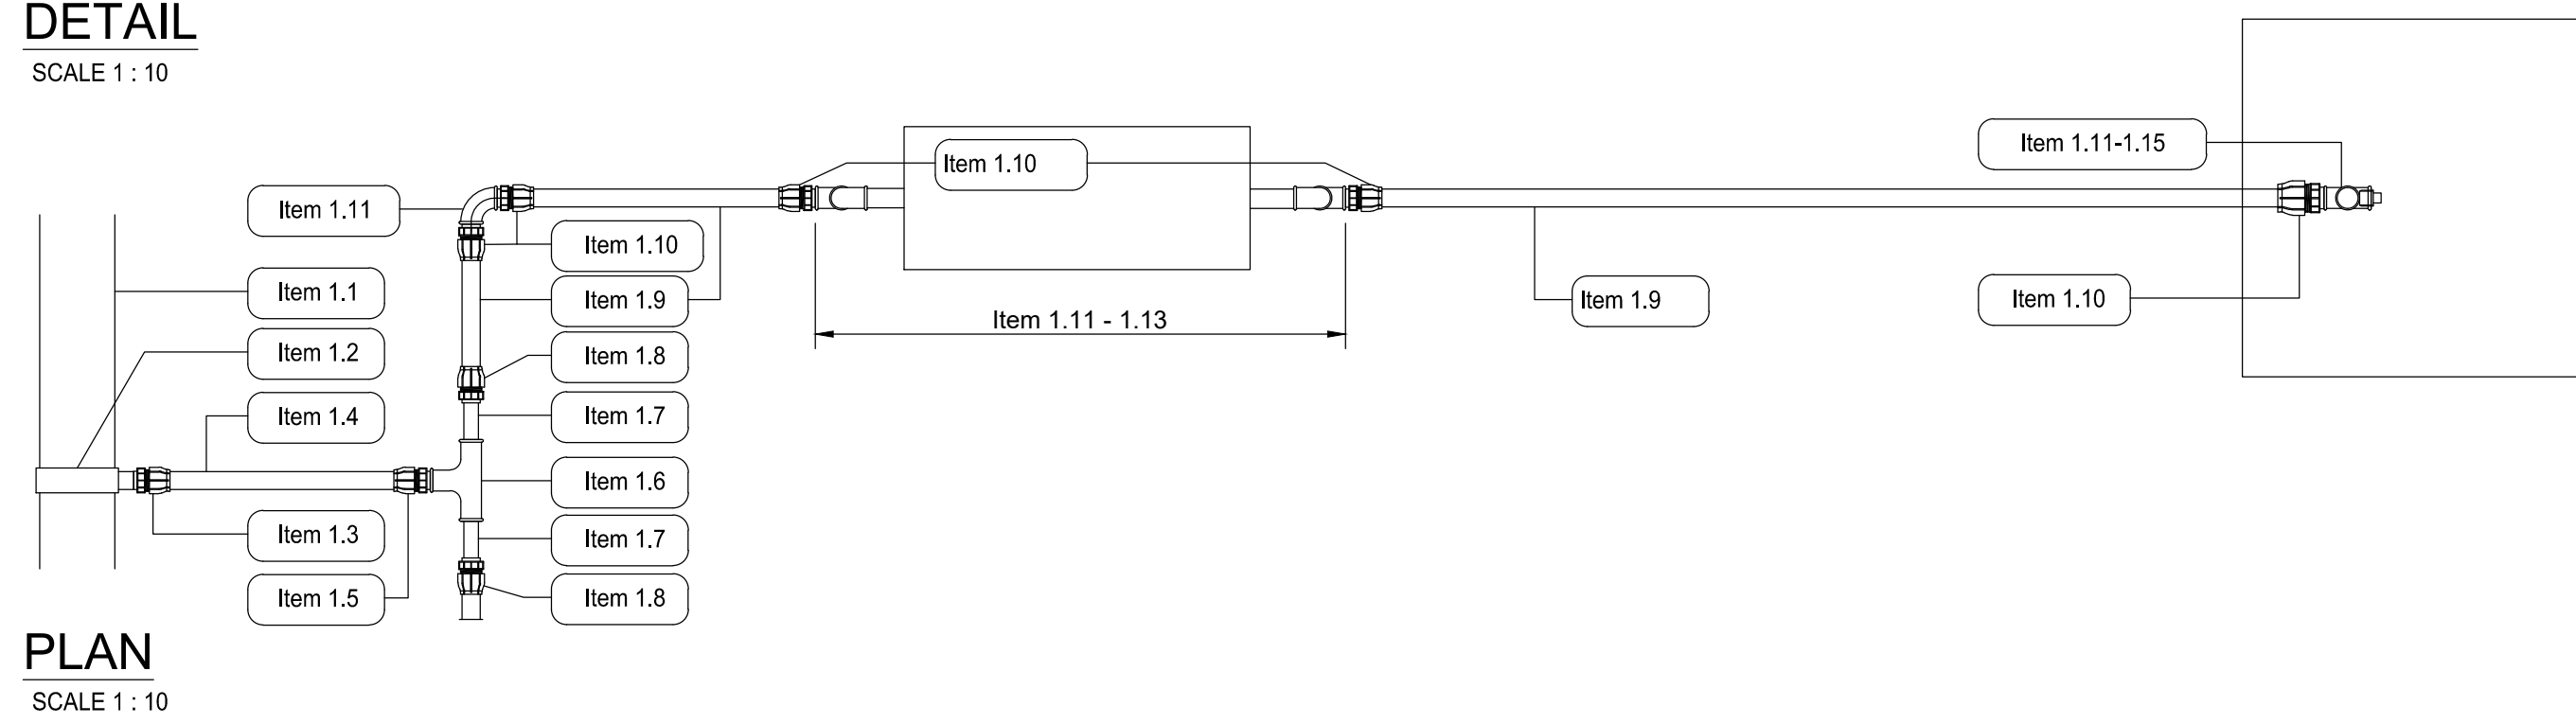 DETAIL
SCALE 1 : 10
Item 1.11-1.15
Item 1.10
Item 1.11
Item 1.10
Item 1.1
Item 1.9
Item 1.9
Item 1.10
Item 1.11 - 1.13
Item 1.2
Item 1.8
Item 1.4
Item 1.7
Item 1.6
Item 1.3
Item 1.7
Item 1.5
Item 1.8
PLAN
SCALE 1 : 10